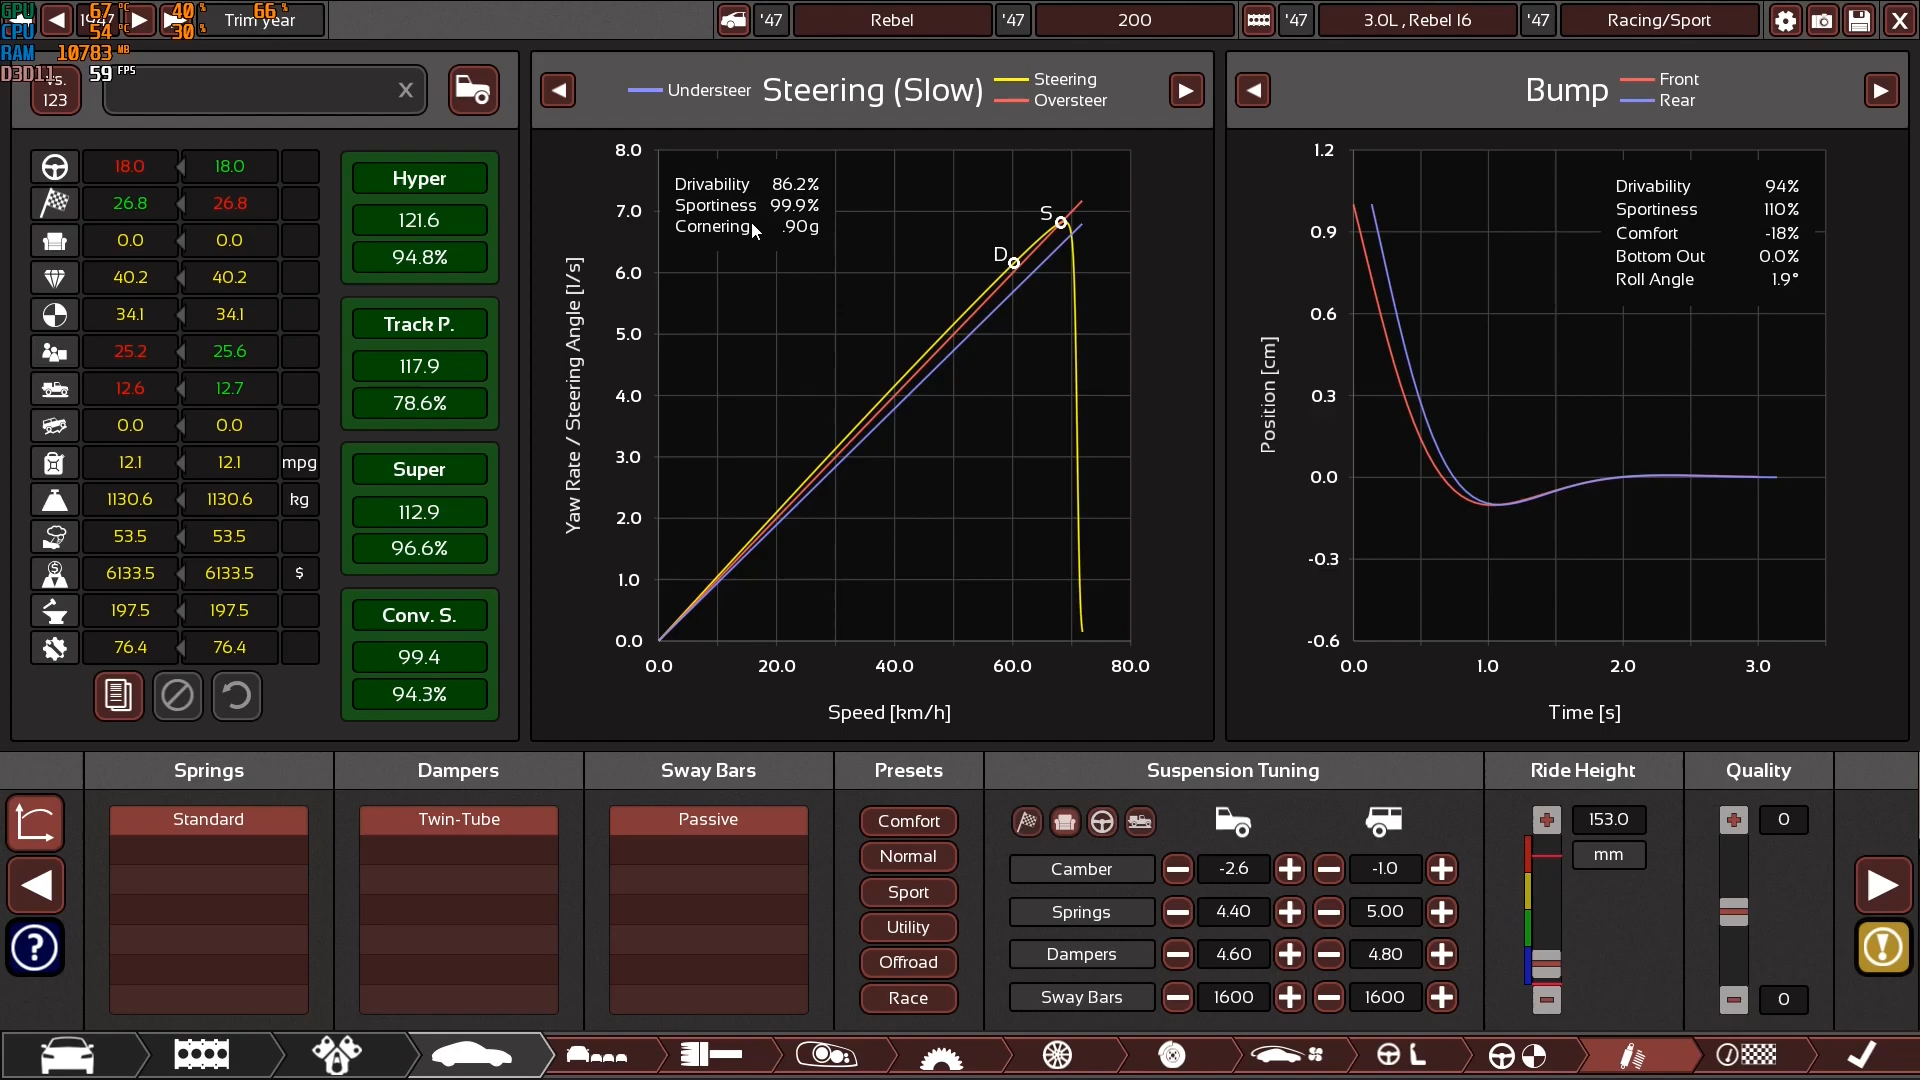 GPU 67 °C 40 % 66 %
CPU 54 °C 30 %
RAM 10783 MB
D3D11 59 FPS
Trim year
'47
Rebel
'47
200
'47
3.0L , Rebel I6
'47
Racing/Sport
vs.
123
X
18.0 18.0
26.8 26.8
0.0 0.0
40.2 40.2
34.1 34.1
25.2 25.6
12.6 12.7
0.0 0.0
12.1 12.1 mpg
1130.6 1130.6 kg
53.5 53.5
6133.5 6133.5 $
197.5 197.5
76.4 76.4
Hyper
121.6
94.8%
Track P.
117.9
78.6%
Super
112.9
96.6%
Conv. S.
99.4
94.3%
Understeer
Steering (Slow)
Steering
Oversteer
Drivability 86.2%
Sportiness 99.9%
Cornering .90g
S
D
8.0
7.0
6.0
5.0
4.0
3.0
2.0
1.0
0.0
0.0 20.0 40.0 60.0 80.0
Yaw Rate / Steering Angle [1/s]
Speed [km/h]
Bump
Front
Rear
Drivability 94%
Sportiness 110%
Comfort -18%
Bottom Out 0.0%
Roll Angle 1.9°
1.2
0.9
0.6
0.3
0.0
-0.3
-0.6
0.0 1.0 2.0 3.0
Position [cm]
Time [s]
Springs
Standard
Dampers
Twin-Tube
Sway Bars
Passive
Presets
Comfort
Normal
Sport
Utility
Offroad
Race
Suspension Tuning
Camber -2.6 -1.0
Springs 4.40 5.00
Dampers 4.60 4.80
Sway Bars 1600 1600
Ride Height
153.0
mm
Quality
0
0
?